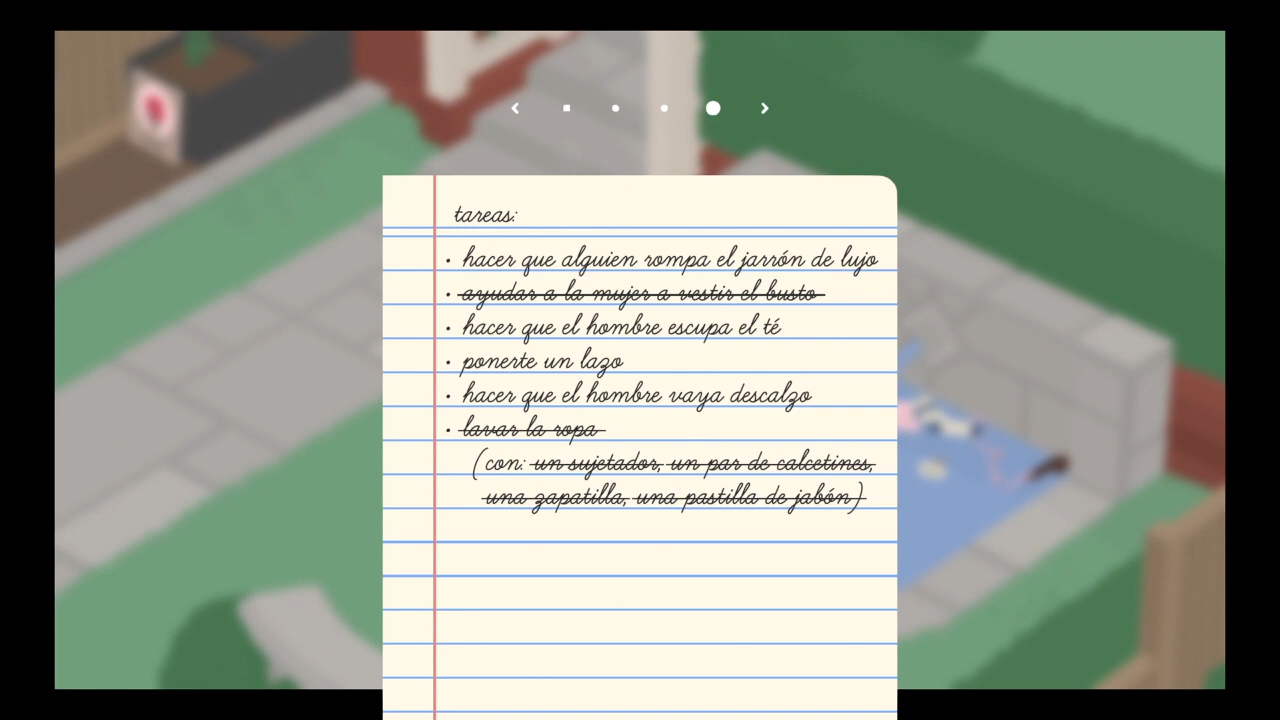 tareas:
• hacer que alguien rompa el jarrón de lujo
• ayudar a la mujer a vestir el busto
• hacer que el hombre escupa el té
• ponerte un lazo
• hacer que el hombre vaya descalzo
• lavar la ropa
(con: un sujetador, un par de calcetines,
una zapatilla, una pastilla de jabón)